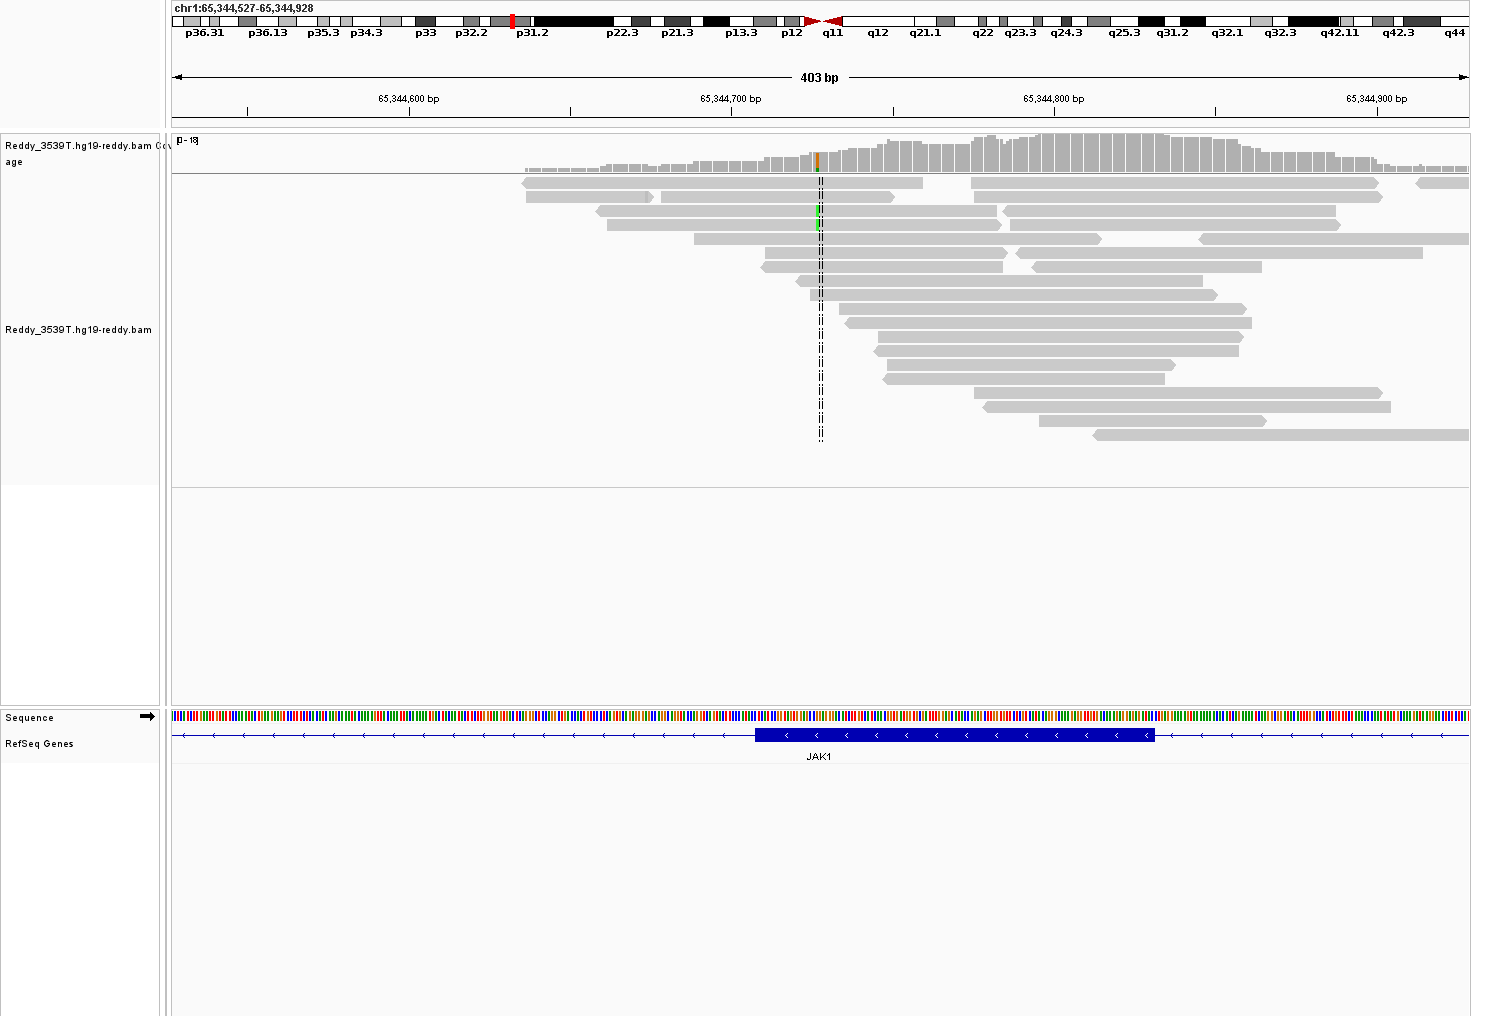 chr1:65,344,527-65,344,928
p36.31 p36.13 p35.3 p34.3 p33 p32.2 p31.2 p22.3 p21.3 p13.3 p12 q11 q12 q21.1 q22 q23.3 q24.3 q25.3 q31.2 q32.1 q32.3 q42.11 q42.3 q44
403 bp
65,344,600 bp 65,344,700 bp 65,344,800 bp 65,344,900 bp
Reddy_3539T.hg19-reddy.bam Cov
age
[0 - 18]
Reddy_3539T.hg19-reddy.bam
Sequence
RefSeq Genes
JAK1